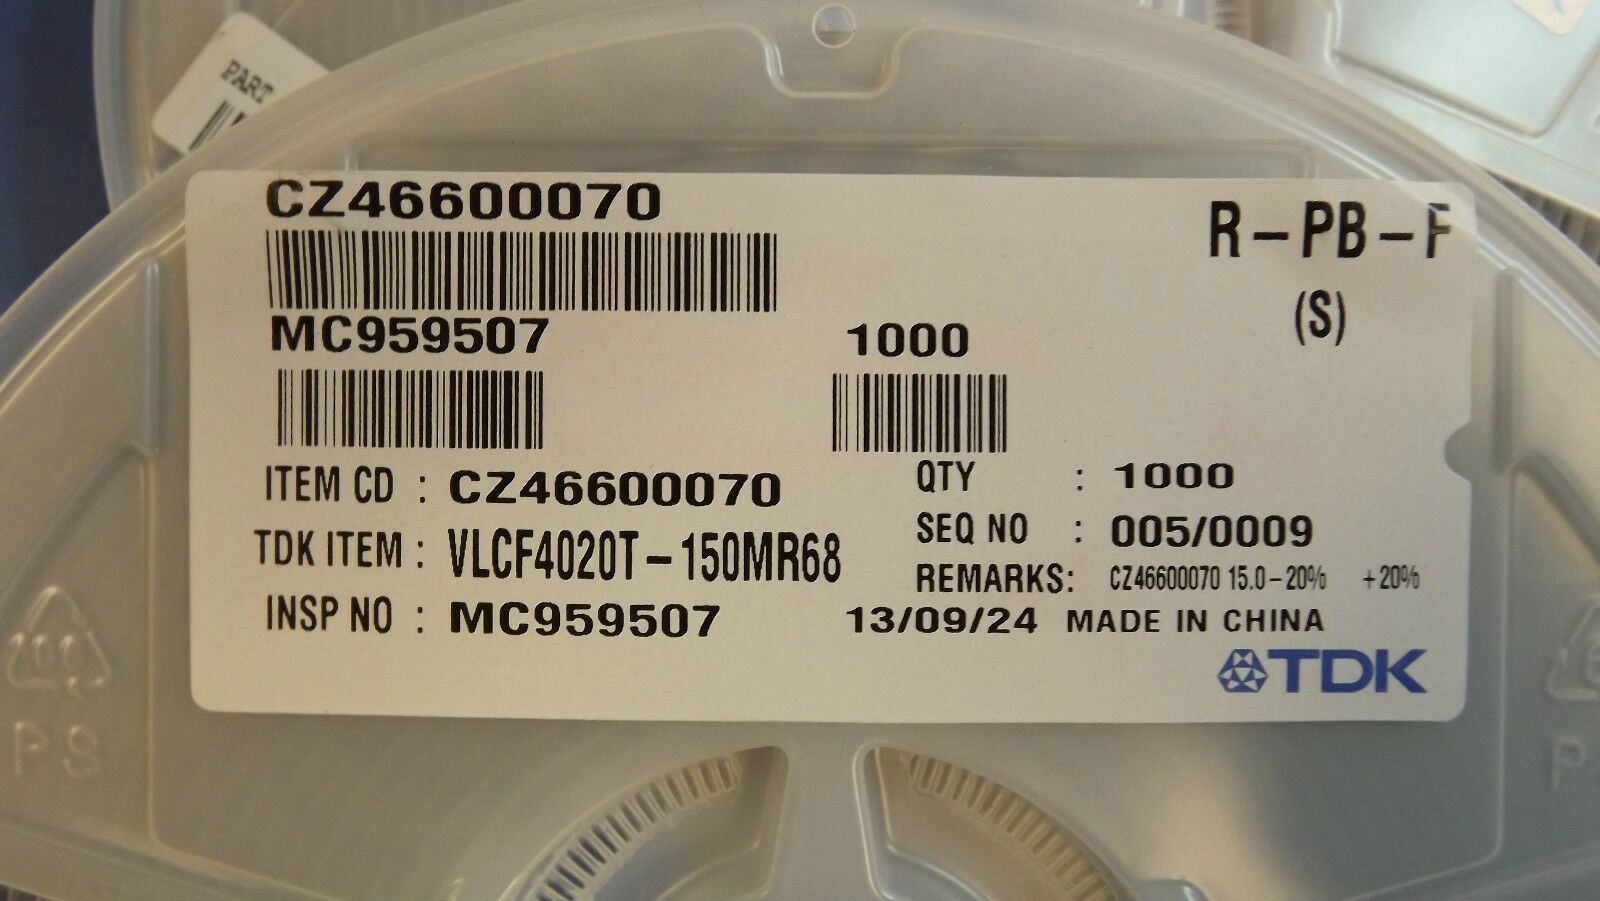 PART
CZ46600070
R-PB-F
(S)
MC959507
1000
ITEM CD : CZ46600070
QTY : 1000
TDK ITEM : VLCF4020T-150MR68
SEQ NO : 005/0009
REMARKS: CZ46600070 15.0-20% +20%
INSP NO : MC959507
13/09/24 MADE IN CHINA
TDK
PS